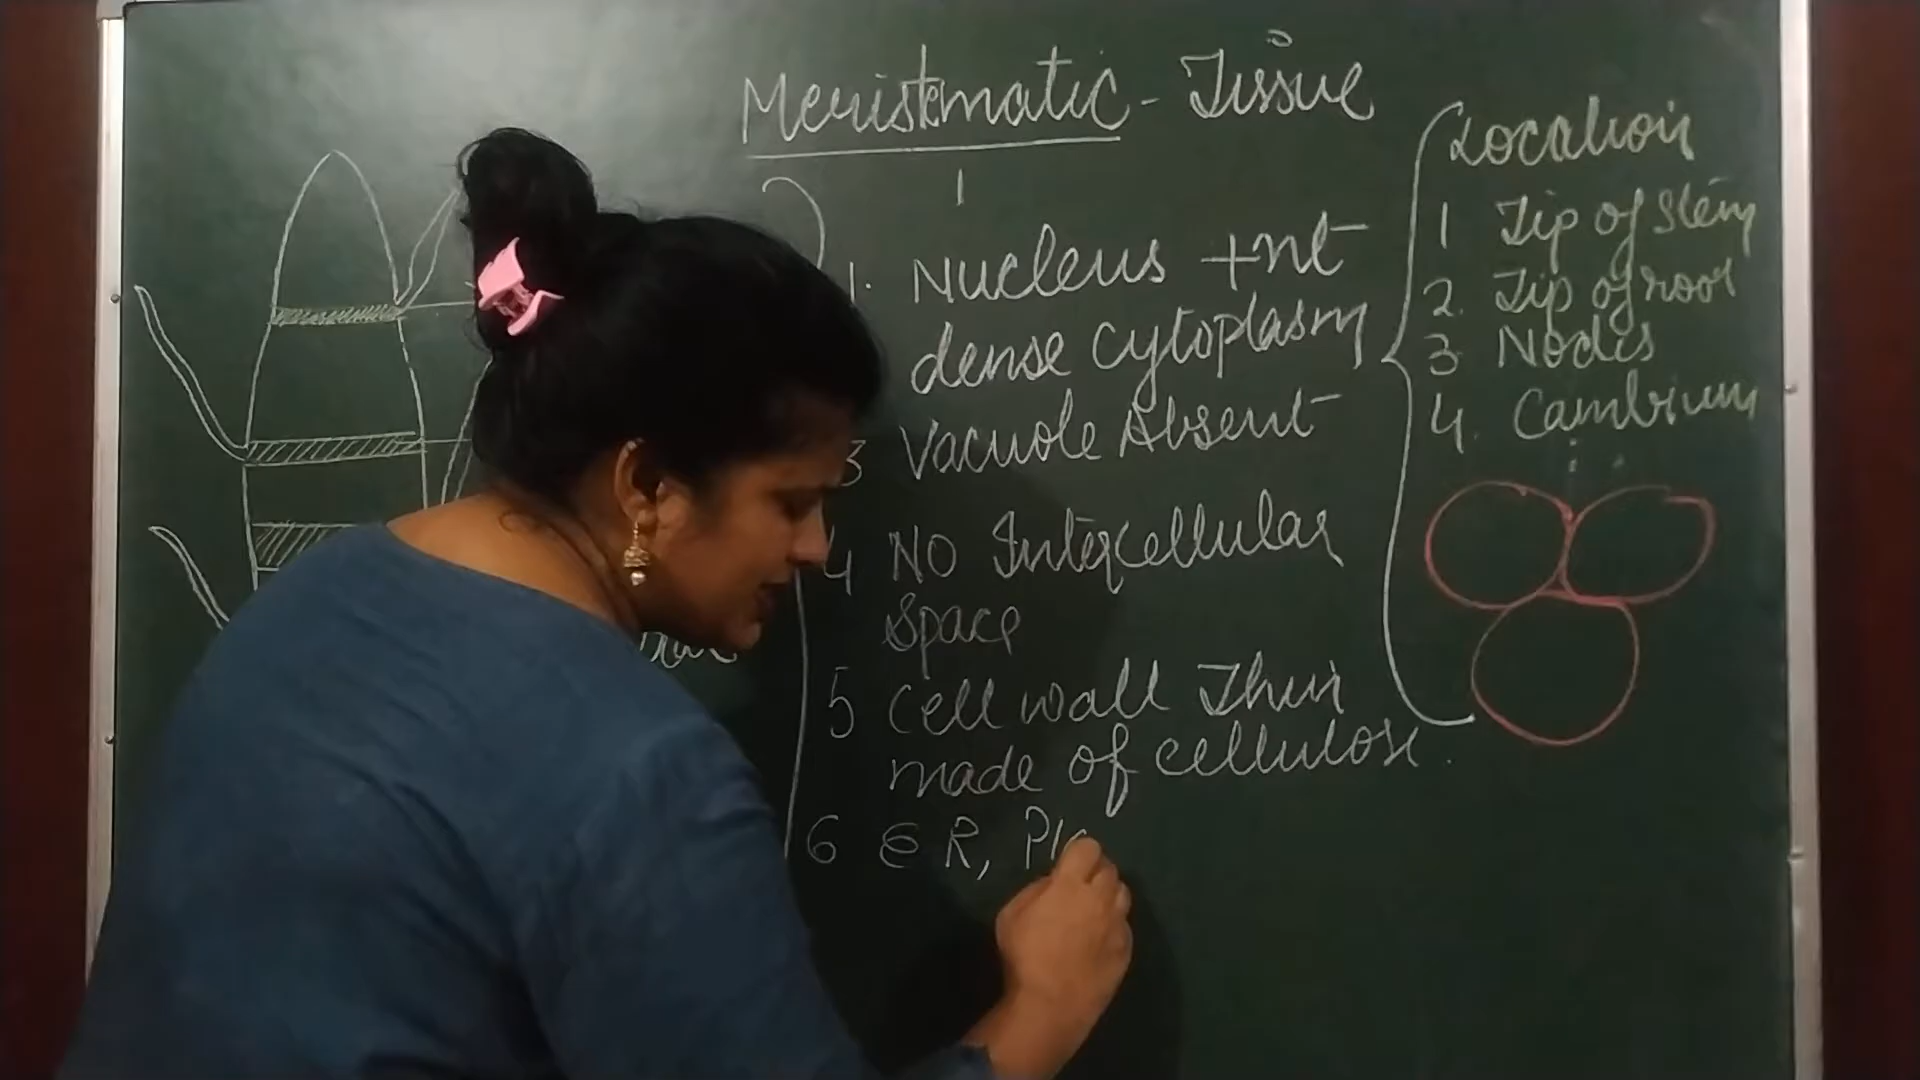 Meristematic - Tissue
1. Nucleus +nt
dense cytoplasm
3 Vacuole Absent
4 NO Intercellular
Space
5 Cell wall Thin
made of cellulose.
6 E R, Pl
Location
1 Tip of Stem
2. Tip of root
3 Nodes
4. Cambium